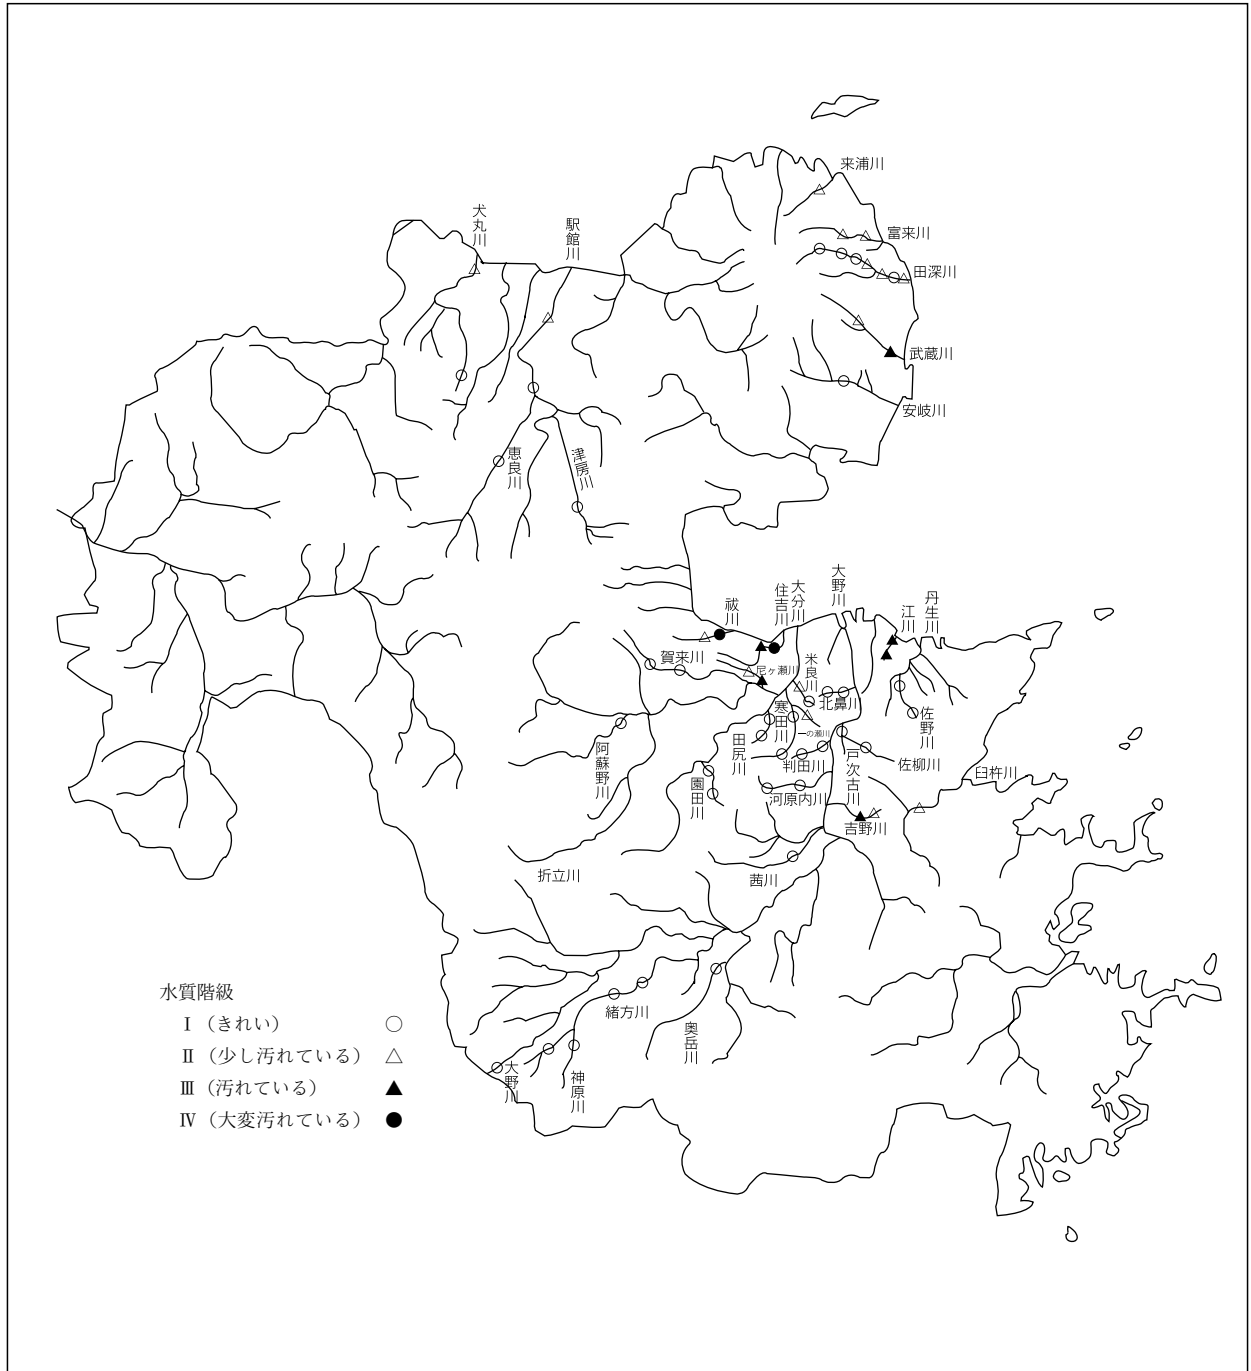 来浦川
富来川
田深川
武蔵川
安岐川
犬丸川
駅館川
恵良川
津房川
祓川
住吉川
大分川
大野川
江川
丹生川
賀来川
尼ヶ瀬川
米良川
北鼻川
寒田川
一の瀬川
佐野川
田尻川
判田川
戸次古川
佐柳川
臼杵川
阿蘇野川
園田川
河原内川
吉野川
折立川
茜川
緒方川
奥岳川
大野川
神原川
水質階級
Ⅰ（きれい） ○
Ⅱ（少し汚れている） △
Ⅲ（汚れている） ▲
Ⅳ（大変汚れている） ●